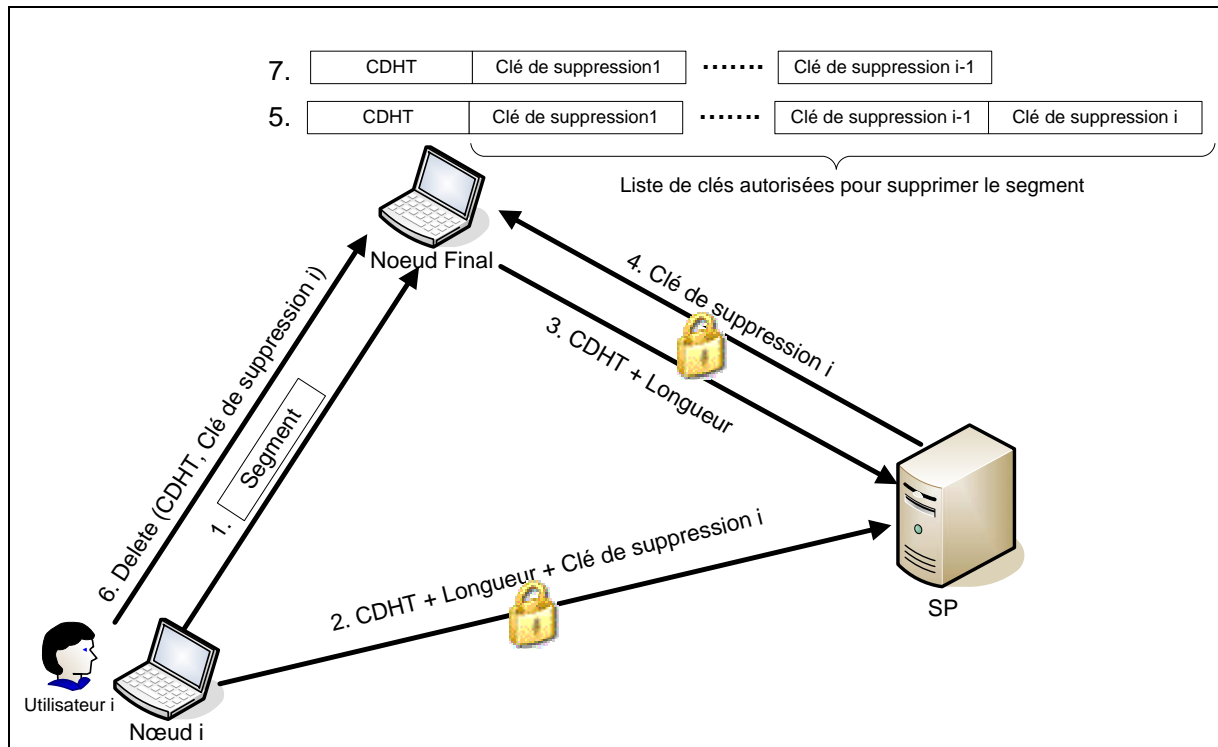 7. CDHT Clé de suppression1 ······· Clé de suppression i-1
5. CDHT Clé de suppression1 ······· Clé de suppression i-1 Clé de suppression i
Liste de clés autorisées pour supprimer le segment
Noeud Final
4. Clé de suppression i
3. CDHT + Longueur
6. Delete (CDHT, Clé de suppression i)
1. Segment
2. CDHT + Longueur + Clé de suppression i
SP
Utilisateur i
Nœud i